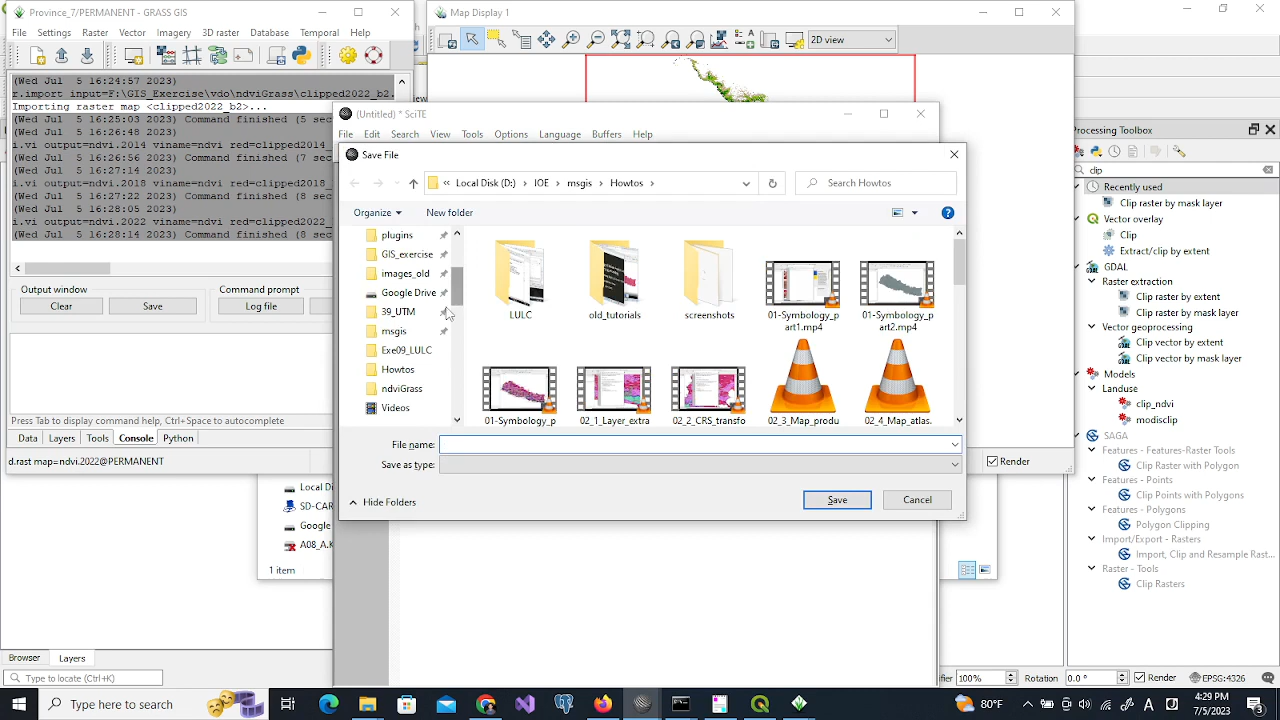 Province_7/PERMANENT - GRASS GIS
File Settings Raster Vector Imagery 3D raster Database Temporal Help
(Wed Jul 5 16:24:57 2023)
r.import input=F:\GIS_Exercise\vdo\ndviGrass\clipped2022_b2.
Importing raster map <clipped2022_b2>...
(Wed Jul 5 16:25:02 2023) Command finished (5 sec
(Wed Jul 5 16:26:48 2023)
i.vi output=ndvi.2014 viname=ndvi red=clipped2014_
(Wed Jul 5 16:26:56 2023) Command finished (7 sec
(Wed Jul 5 16:27:14 2023)
i.vi output=ndvi.2018 viname=ndvi red=clipped2018_
(Wed Jul 5 16:27:22 2023) Command finished (8 sec
(Wed Jul 5 16:28:05 2023)
i.vi output=ndvi.2022 viname=ndvi red=clipped2022_
(Wed Jul 5 16:28:14 2023) Command finished (8 sec
Output window
Command prompt
Clear
Save
Log file
Press Tab to display command help, Ctrl+Space to autocomplete
Data Layers Tools Console Python
d.rast map=ndvi.2022@PERMANENT
Map Display 1
2D view
Render
(Untitled) * SciTE
File Edit Search View Tools Options Language Buffers Help
Save File
« Local Disk (D:) › IOE › msgis › Howtos ›
Search Howtos
Organize
New folder
plugins
GIS_exercise
images_old
Google Drive
39_UTM
msgis
Exe09_LULC
Howtos
ndviGrass
Videos
LULC
old_tutorials
screenshots
01-Symbology_part1.mp4
01-Symbology_part2.mp4
01-Symbology_p
02_1_Layer_extra
02_2_CRS_transfo
02_3_Map_produ
02_4_Map_atlas.
File name:
Save as type:
Hide Folders
Save
Cancel
Local Di
SD-CAR
Google
A08_A.K
1 item
Processing Toolbox
clip
Recently used
Clip raster by mask layer
Vector overlay
Clip
Extract/clip by extent
GDAL
Raster extraction
Clip raster by extent
Clip raster by mask layer
Vector geoprocessing
Clip vector by extent
Clip vector by mask layer
Models
Landuse
clip_ndvi
modisclip
SAGA
Features - Features-Raster Tools
Clip Raster with Polygon
Features - Points
Clip Points with Polygons
Features - Polygons
Polygon Clipping
Import/Export - Rasters
Import, Clip and Resample Rast...
Raster - Tools
Clip Rasters
Browser Layers
Type to locate (Ctrl+K)
ifier 100%
Rotation 0.0 °
Render
EPSG:4326
Type here to search
80°F
4:29 PM
7/5/2023